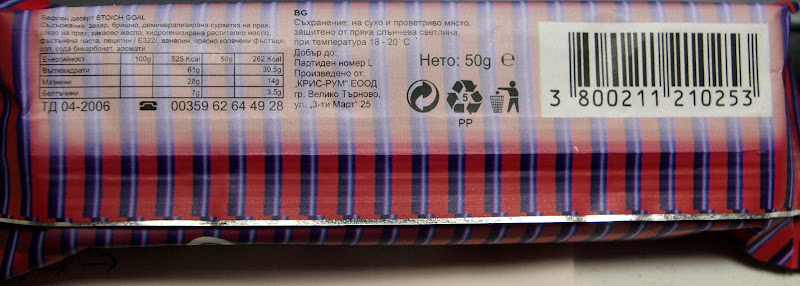 Вафлен десерт STOICH GOAL
Съдържание: захар, брашно, деминерализирана суроватка на прах,
какао на прах, какаово масло, хидрогенизирана растително масло,
фъстъчена паста, лецитин / E322/, ванилин, прясно изпечени фъстъци,
сол, сода бикарбонат, аромати
Енергийност 100g 525 Kcal 50g 262 Kcal
Въглехидрати 61g 30.5g
Мазнини 28g 14g
Белтъчини 7g 3.5g
ТД 04-2006 00359 62 64 49 28
BG
Съхранение: на сухо и проветриво място,
защитено от пряка слънчева светлина,
при температура 18 - 20˚ C
Добър до:
Партиден номер L
Произведено от:
„КРИС-РУМ" ЕООД
гр. Велико Търново,
ул. „3-ти Март" 25
Нето: 50g e
5
PP
3 800211 210253